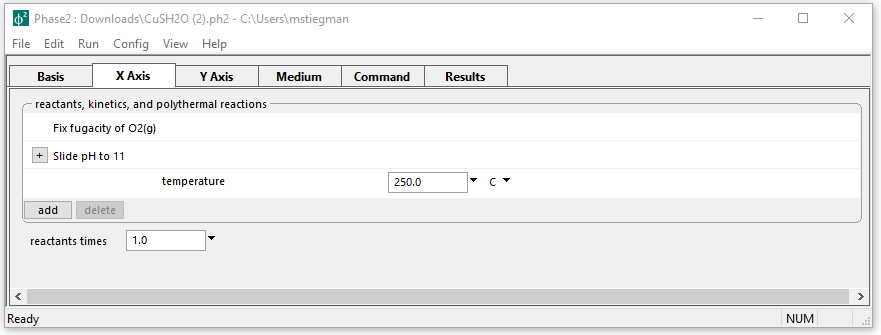 Phase2 : Downloads\CuSH2O (2).ph2 - C:\Users\mstiegman
File Edit Run Config View Help
Basis X Axis Y Axis Medium Command Results
reactants, kinetics, and polythermal reactions
Fix fugacity of O2(g)
+ Slide pH to 11
temperature 250.0 C
add delete
reactants times 1.0
Ready NUM